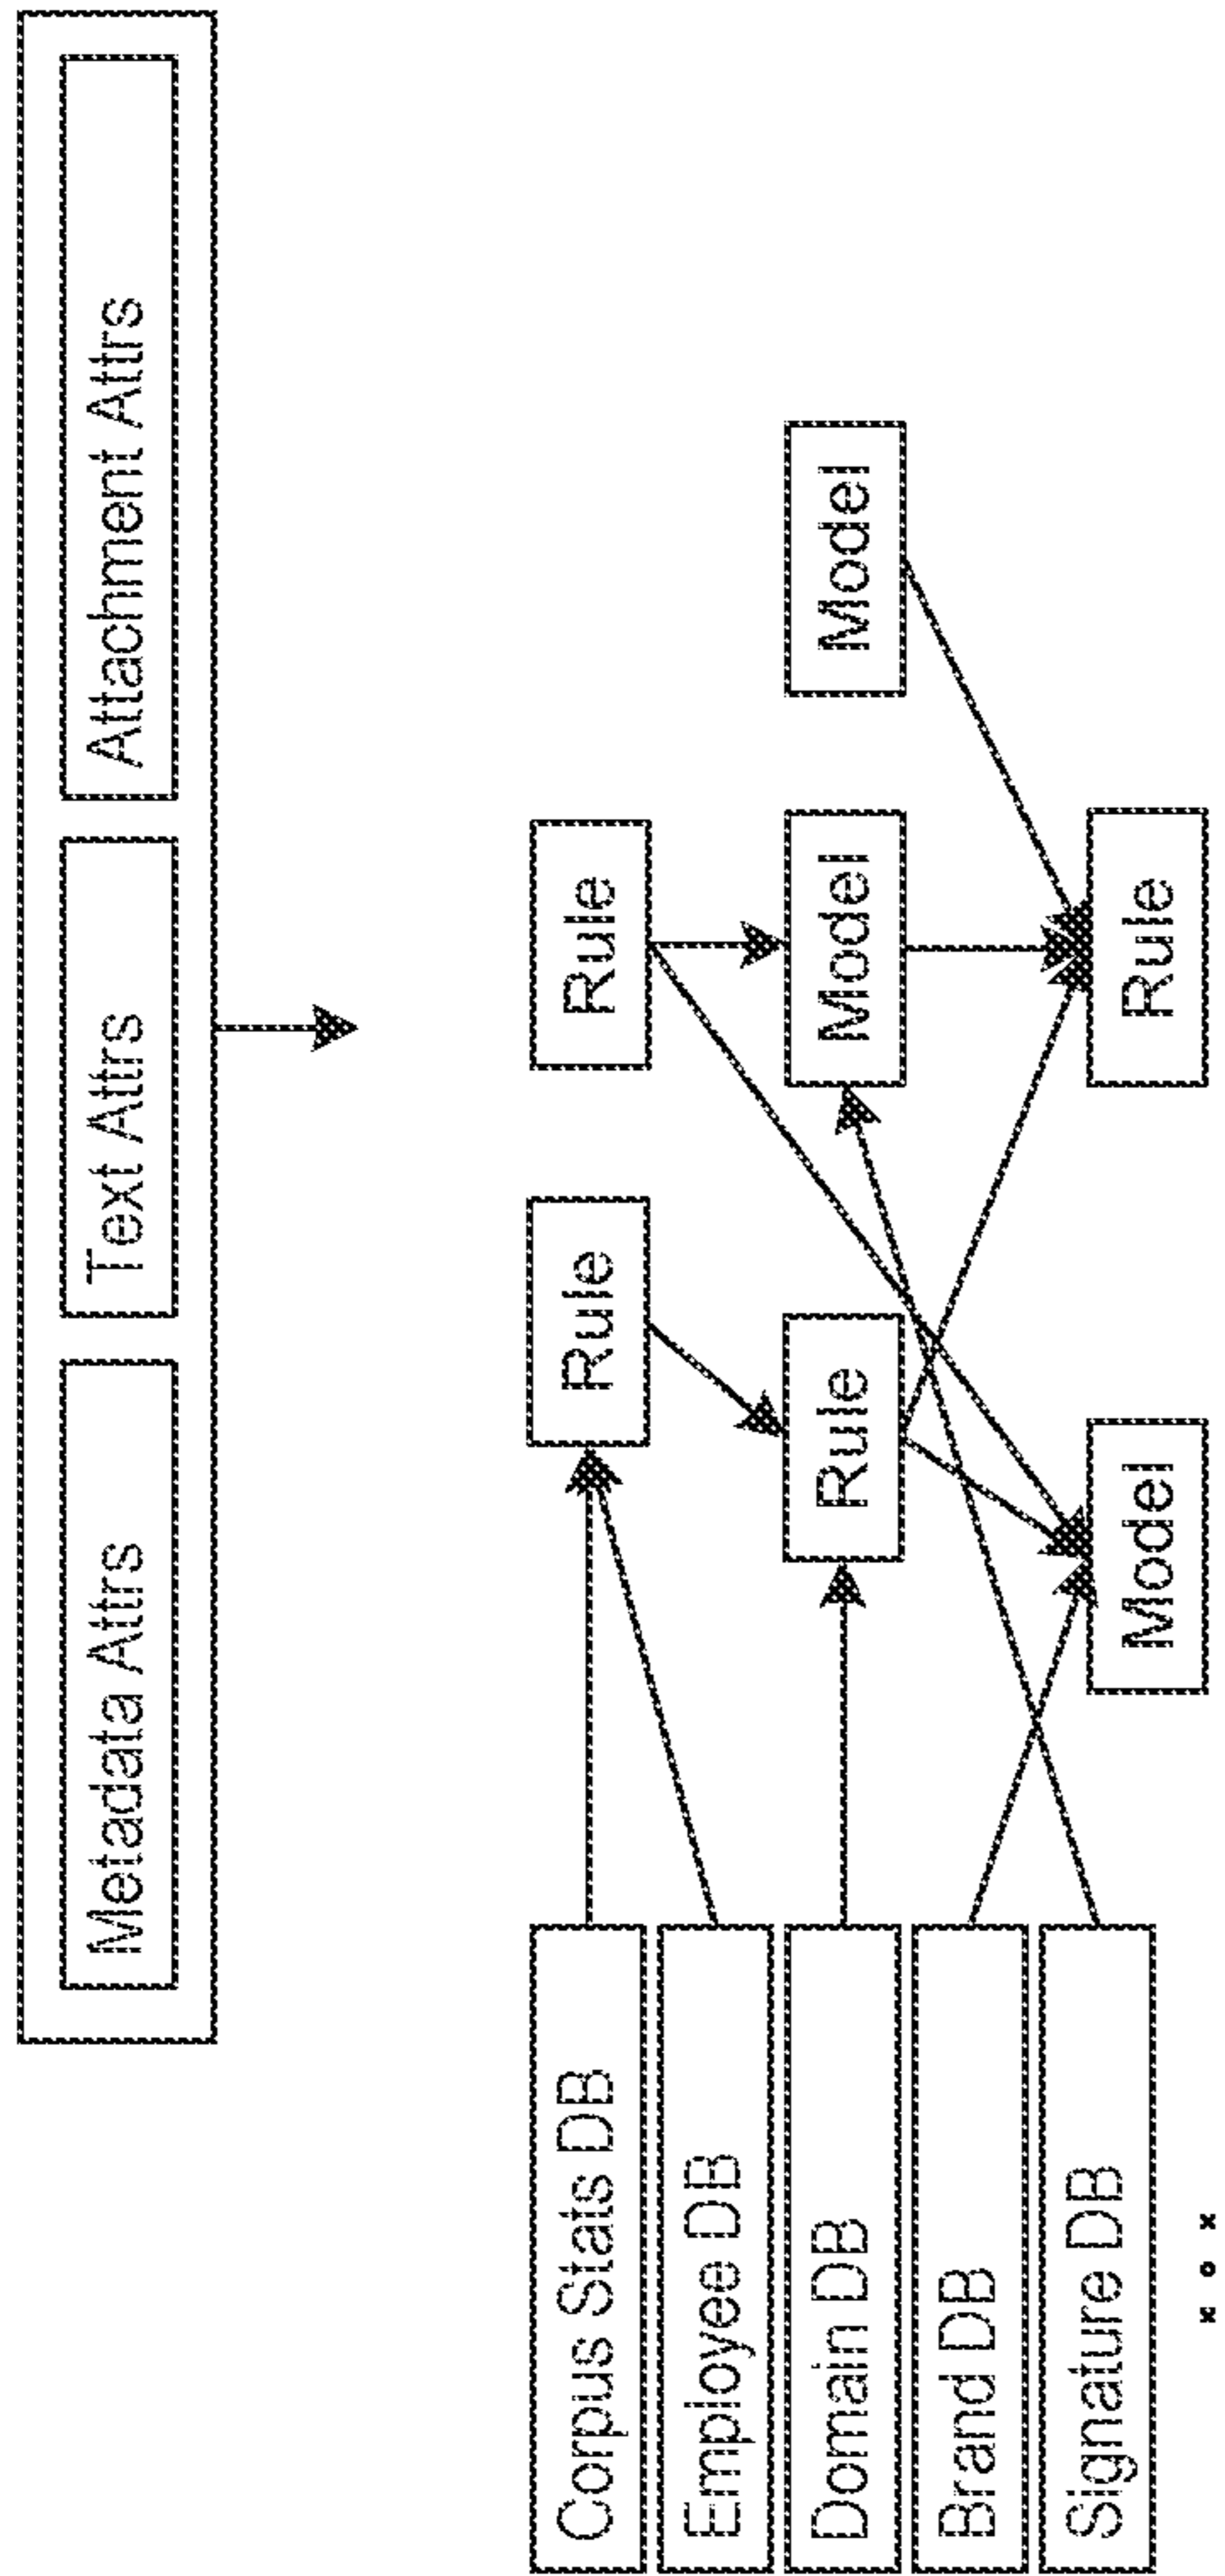 Metadata Attrs
Text Attrs
Attachment Attrs
Corpus Stats DB
Rule
Rule
Employee DB
Domain DB
Rule
Model
Model
Brand DB
Signature DB
Model
Rule